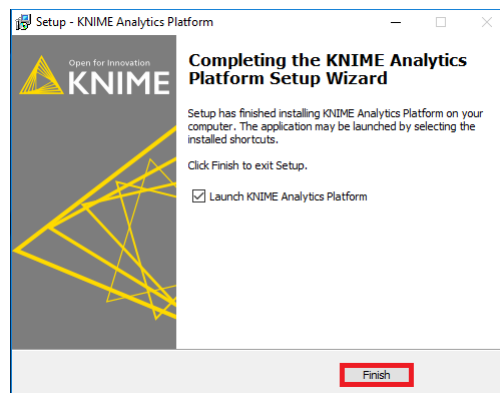 Setup - KNIME Analytics Platform
Open for Innovation
KNIME
Completing the KNIME Analytics
Platform Setup Wizard
Setup has finished installing KNIME Analytics Platform on your
computer. The application may be launched by selecting the
installed shortcuts.
Click Finish to exit Setup.
Launch KNIME Analytics Platform
Finish